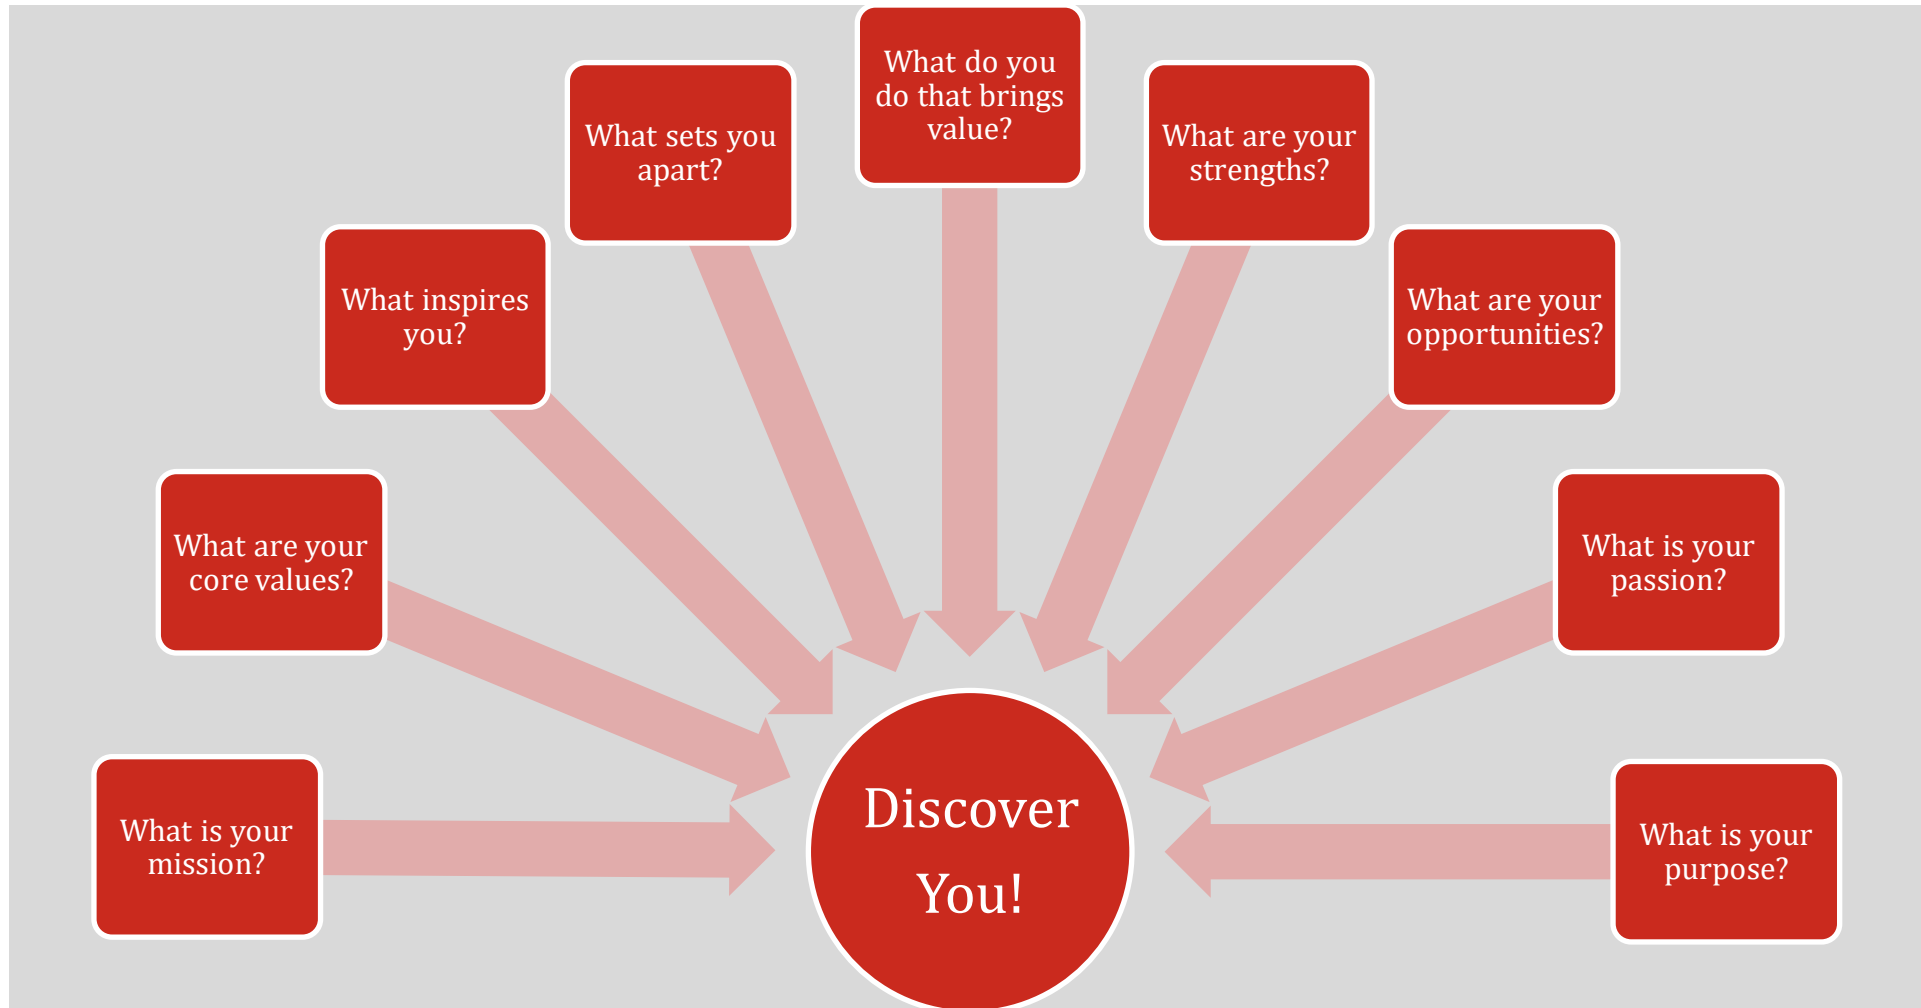 What do you
do that brings
value?
What sets you
apart?
What are your
strengths?
What inspires
you?
What are your
opportunities?
What are your
core values?
What is your
passion?
What is your
mission?
What is your
purpose?
Discover
You!